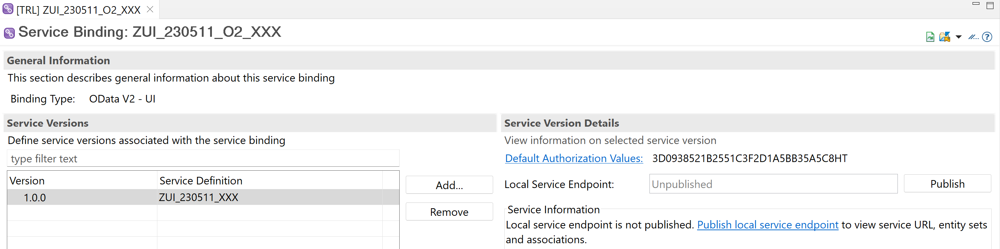 [TRL] ZUI_230511_O2_XXX
Service Binding: ZUI_230511_O2_XXX
General Information
This section describes general information about this service binding
Binding Type: OData V2 - UI
Service Versions
Define service versions associated with the service binding
type filter text
Version Service Definition
1.0.0 ZUI_230511_XXX
Add...
Remove
Service Version Details
View information on selected service version
Default Authorization Values: 3D0938521B2551C3F2D1A5BB35A5C8HT
Local Service Endpoint: Unpublished Publish
Service Information
Local service endpoint is not published. Publish local service endpoint to view service URL, entity sets
and associations.